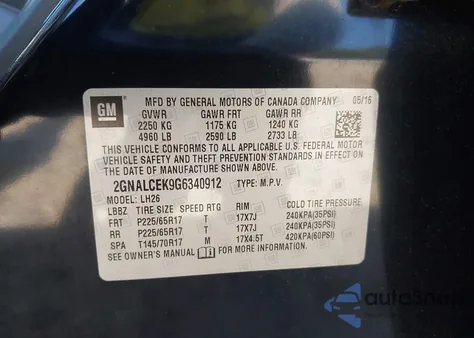 GM
MFD BY GENERAL MOTORS OF CANADA COMPANY 05/16
GVWR GAWR FRT GAWR RR
2250 KG 1175 KG 1240 KG
4960 LB 2590 LB 2733 LB
THIS VEHICLE CONFORMS TO ALL APPLICABLE U.S. FEDERAL MOTOR
VEHICLE SAFETY, BUMPER, AND THEFT PREVENTION STANDARDS IN EFFECT ON
THE DATE OF MANUFACTURE SHOWN ABOVE.
2GNALCEK9G6340912 TYPE: M.P.V.
MODEL: LH26
LBBZ TIRE SIZE SPEED RTG RIM COLD TIRE PRESSURE
FRT P225/65R17 T 17X7J 240KPA(35PSI)
RR P225/65R17 T 17X7J 240KPA(35PSI)
SPA T145/70R17 M 17X4.5T 420KPA(60PSI)
SEE OWNER'S MANUAL FOR MORE INFORMATION.